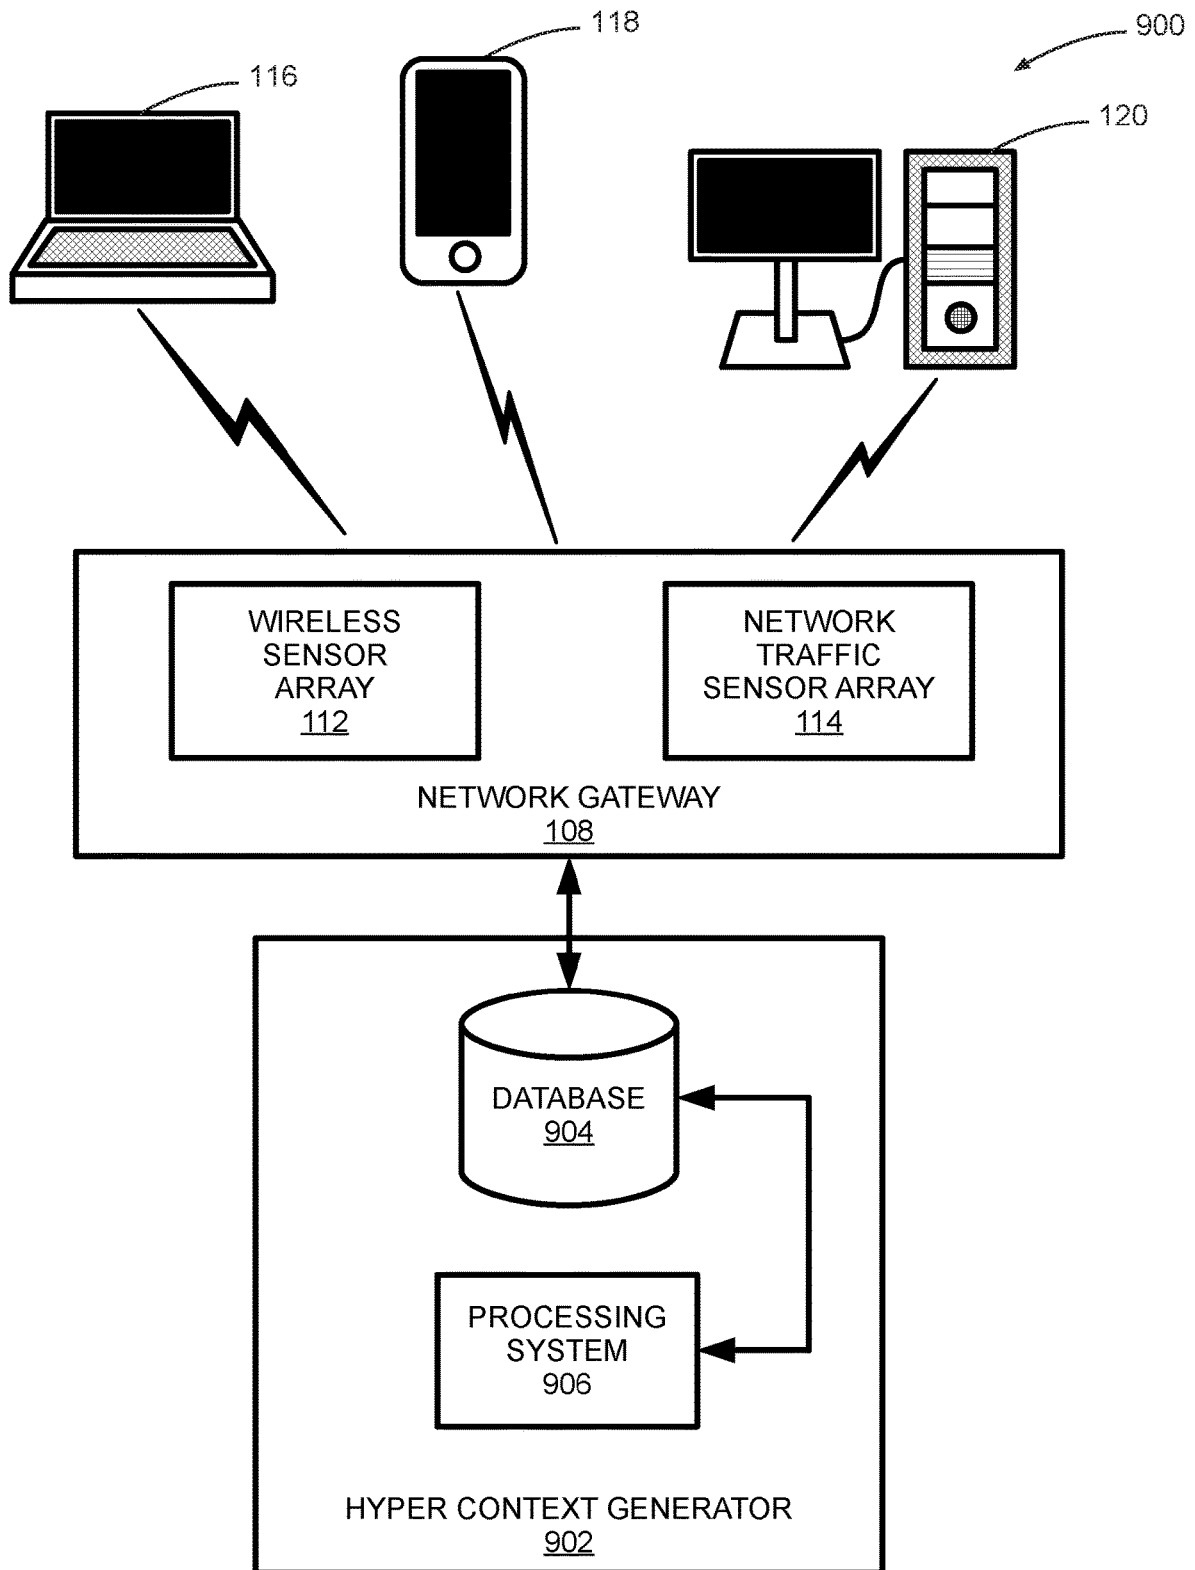 118
900
116
120
WIRELESS
SENSOR
ARRAY
112
NETWORK
TRAFFIC
SENSOR ARRAY
114
NETWORK GATEWAY
108
DATABASE
904
PROCESSING
SYSTEM
906
HYPER CONTEXT GENERATOR
902